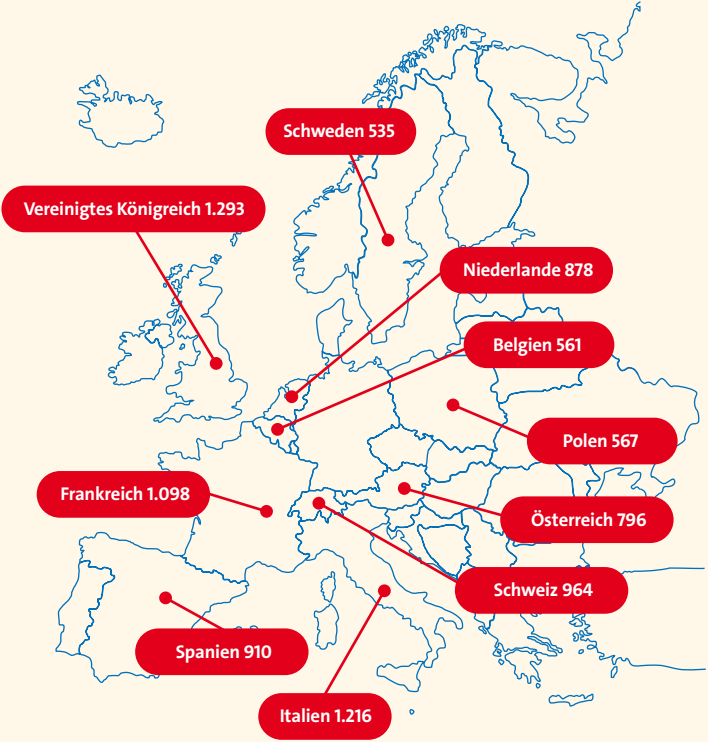 Schweden 535
Vereinigtes Königreich 1.293
Niederlande 878
Belgien 561
Polen 567
Frankreich 1.098
Österreich 796
Schweiz 964
Spanien 910
Italien 1.216